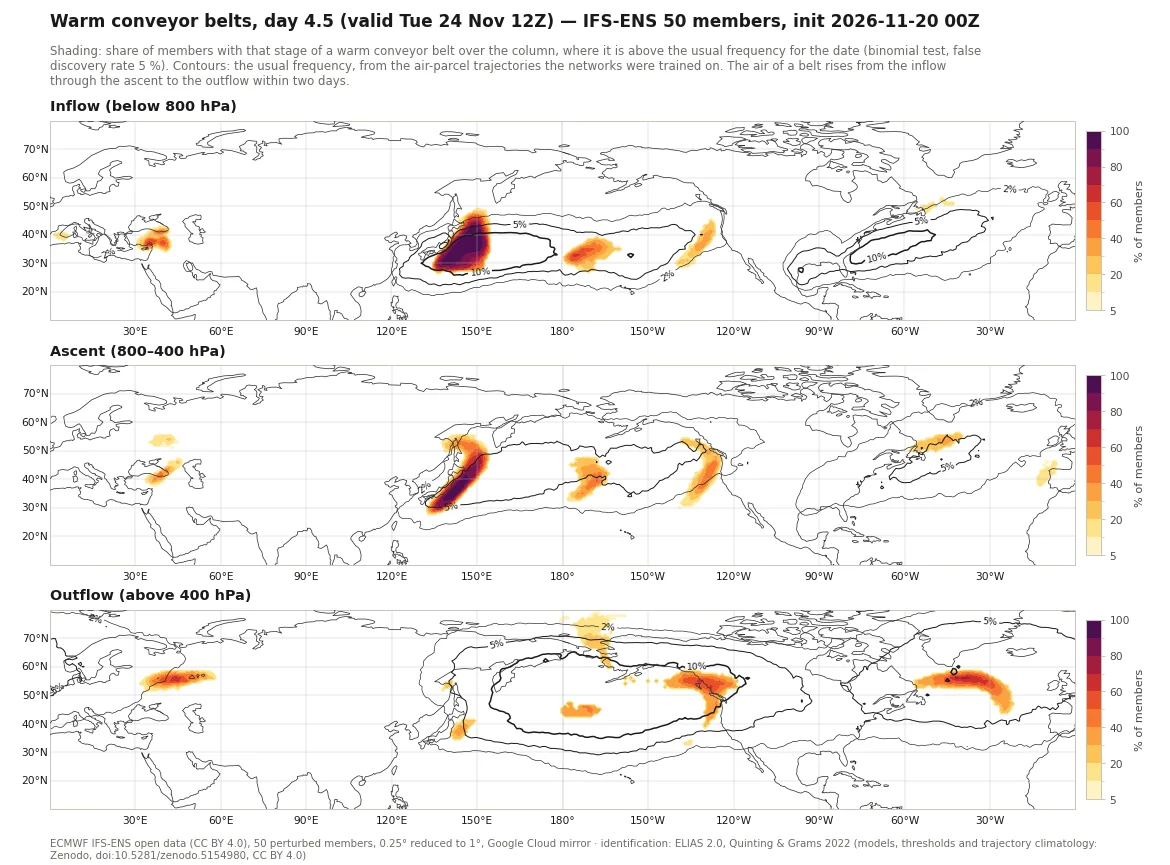 Warm conveyor belts, day 4.5 (valid Tue 24 Nov 12Z) — IFS-ENS 50 members, init 2026-11-20 00Z
Shading: share of members with that stage of a warm conveyor belt over the column, where it is above the usual frequency for the date (binomial test, false
discovery rate 5 %). Contours: the usual frequency, from the air-parcel trajectories the networks were trained on. The air of a belt rises from the inflow
through the ascent to the outflow within two days.
Inflow (below 800 hPa)
70°N
60°N
50°N
40°N
30°N
20°N
2%
5%
5%
10%
10%
2%
2%
30°E 60°E 90°E 120°E 150°E 180° 150°W 120°W 90°W 60°W 30°W
100
80
60
40
20
5
% of members
Ascent (800–400 hPa)
70°N
60°N
50°N
40°N
30°N
20°N
2%
5%
5%
30°E 60°E 90°E 120°E 150°E 180° 150°W 120°W 90°W 60°W 30°W
100
80
60
40
20
5
% of members
Outflow (above 400 hPa)
70°N
60°N
50°N
40°N
30°N
20°N
2%
5%
5%
10%
30°E 60°E 90°E 120°E 150°E 180° 150°W 120°W 90°W 60°W 30°W
100
80
60
40
20
5
% of members
ECMWF IFS-ENS open data (CC BY 4.0), 50 perturbed members, 0.25° reduced to 1°, Google Cloud mirror · identification: ELIAS 2.0, Quinting & Grams 2022 (models, thresholds and trajectory climatology:
Zenodo, doi:10.5281/zenodo.5154980, CC BY 4.0)